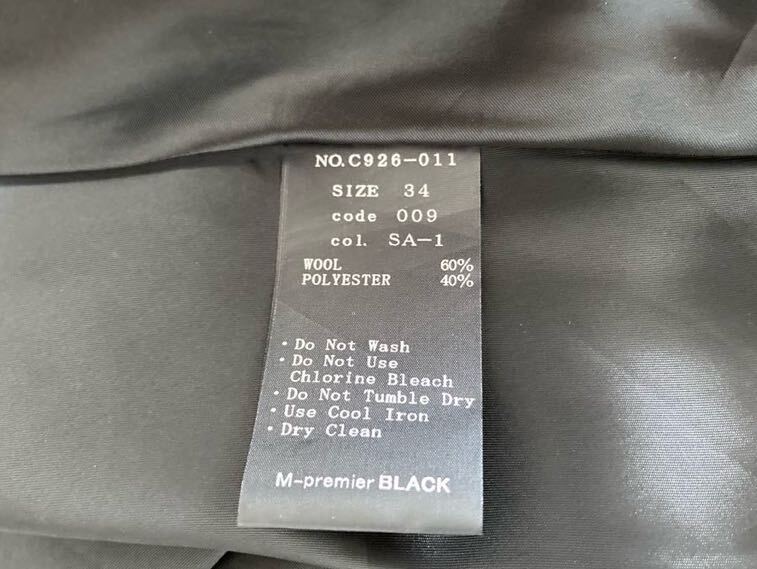 NO.C926-011
SIZE 34
code 009
col. SA-1
WOOL 60%
POLYESTER 40%
・Do Not Wash
・Do Not Use
Chlorine Bleach
・Do Not Tumble Dry
・Use Cool Iron
・Dry Clean
M-premier BLACK